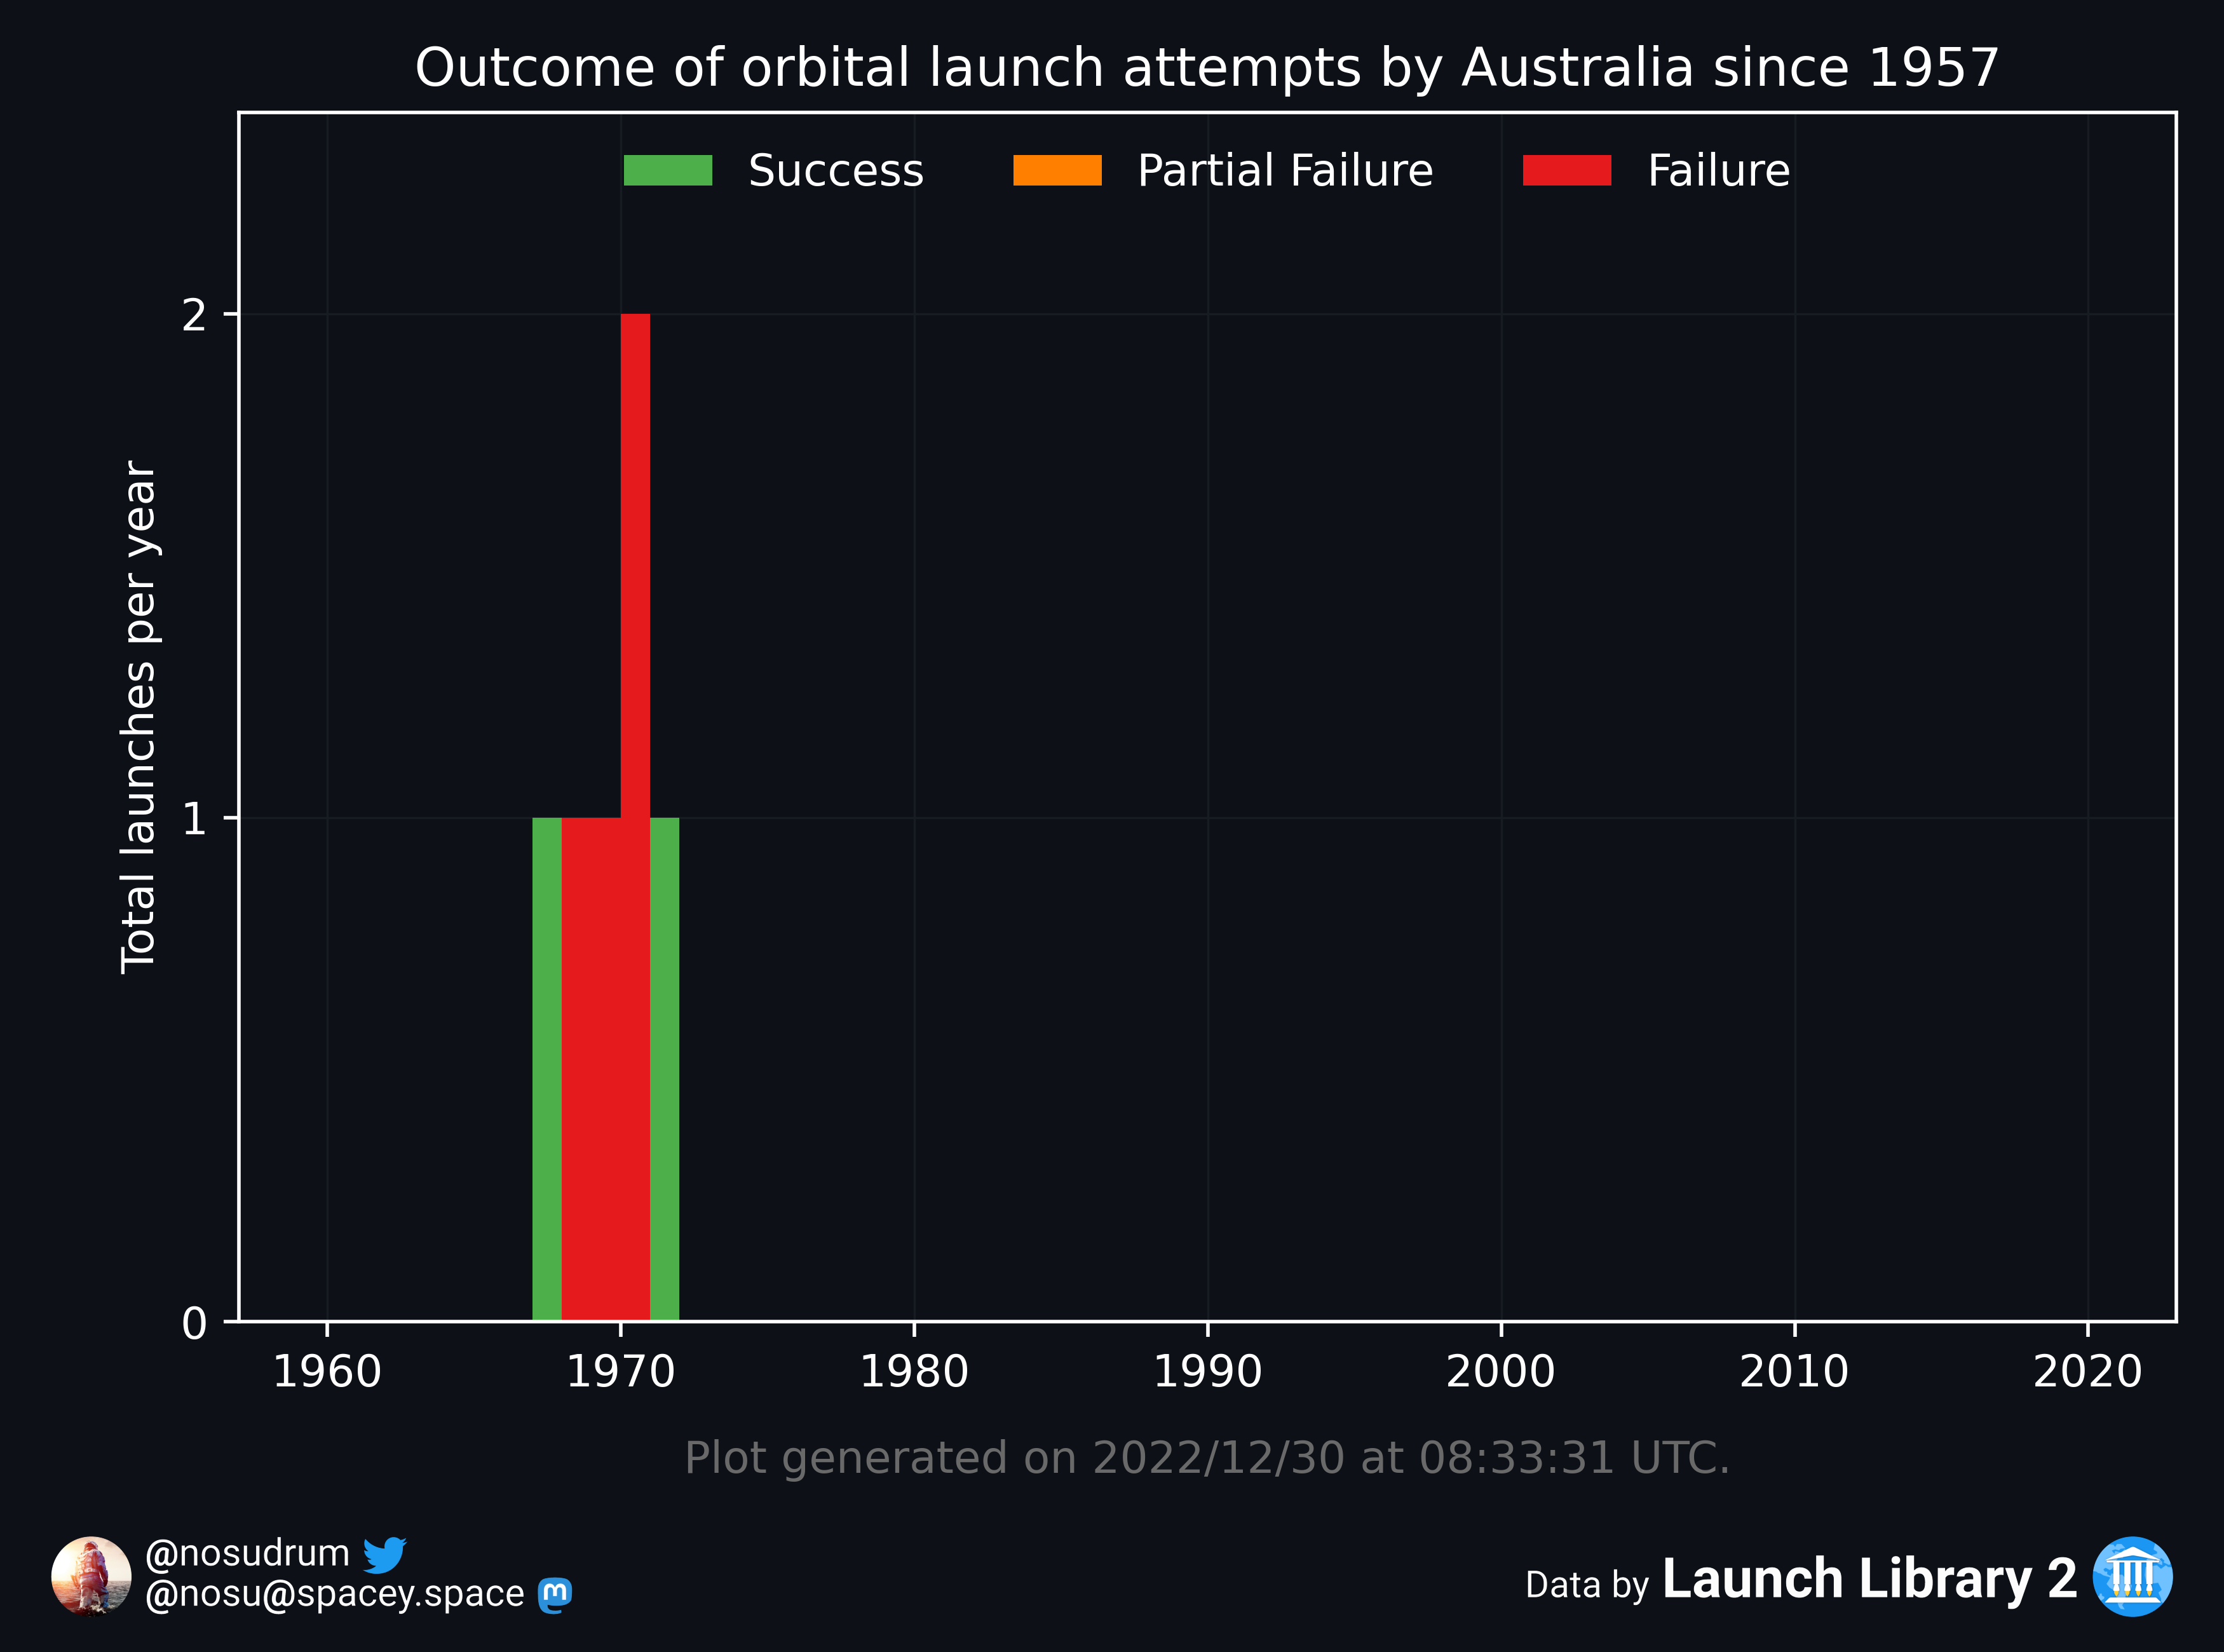 Outcome of orbital launch attempts by Australia since 1957
Success Partial Failure Failure
2
1
0
Total launches per year
1960 1970 1980 1990 2000 2010 2020
Plot generated on 2022/12/30 at 08:33:31 UTC.
@nosudrum
@nosu@spacey.space
Data by Launch Library 2